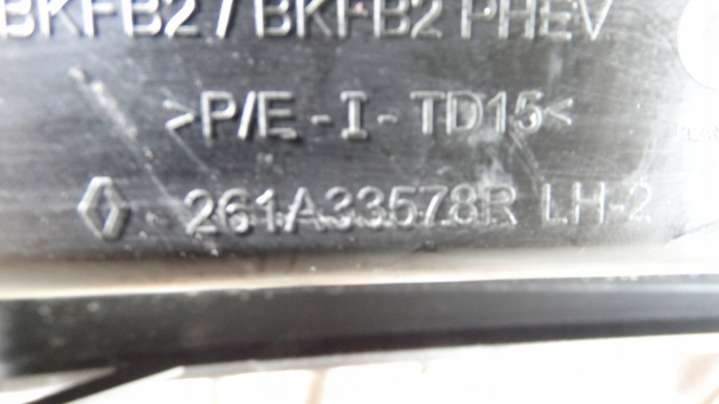 BKFB2 / BKFB2 PHEV
>P/E - I - TD15<
261A33578R LH-2